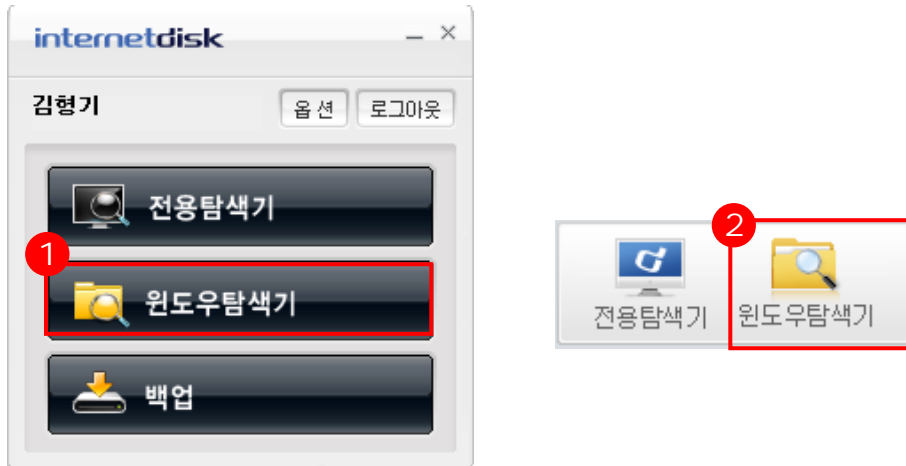 internetdisk
김형기 옵션 로그아웃
전용탐색기
1
윈도우탐색기
백업
2
전용탐색기 윈도우탐색기